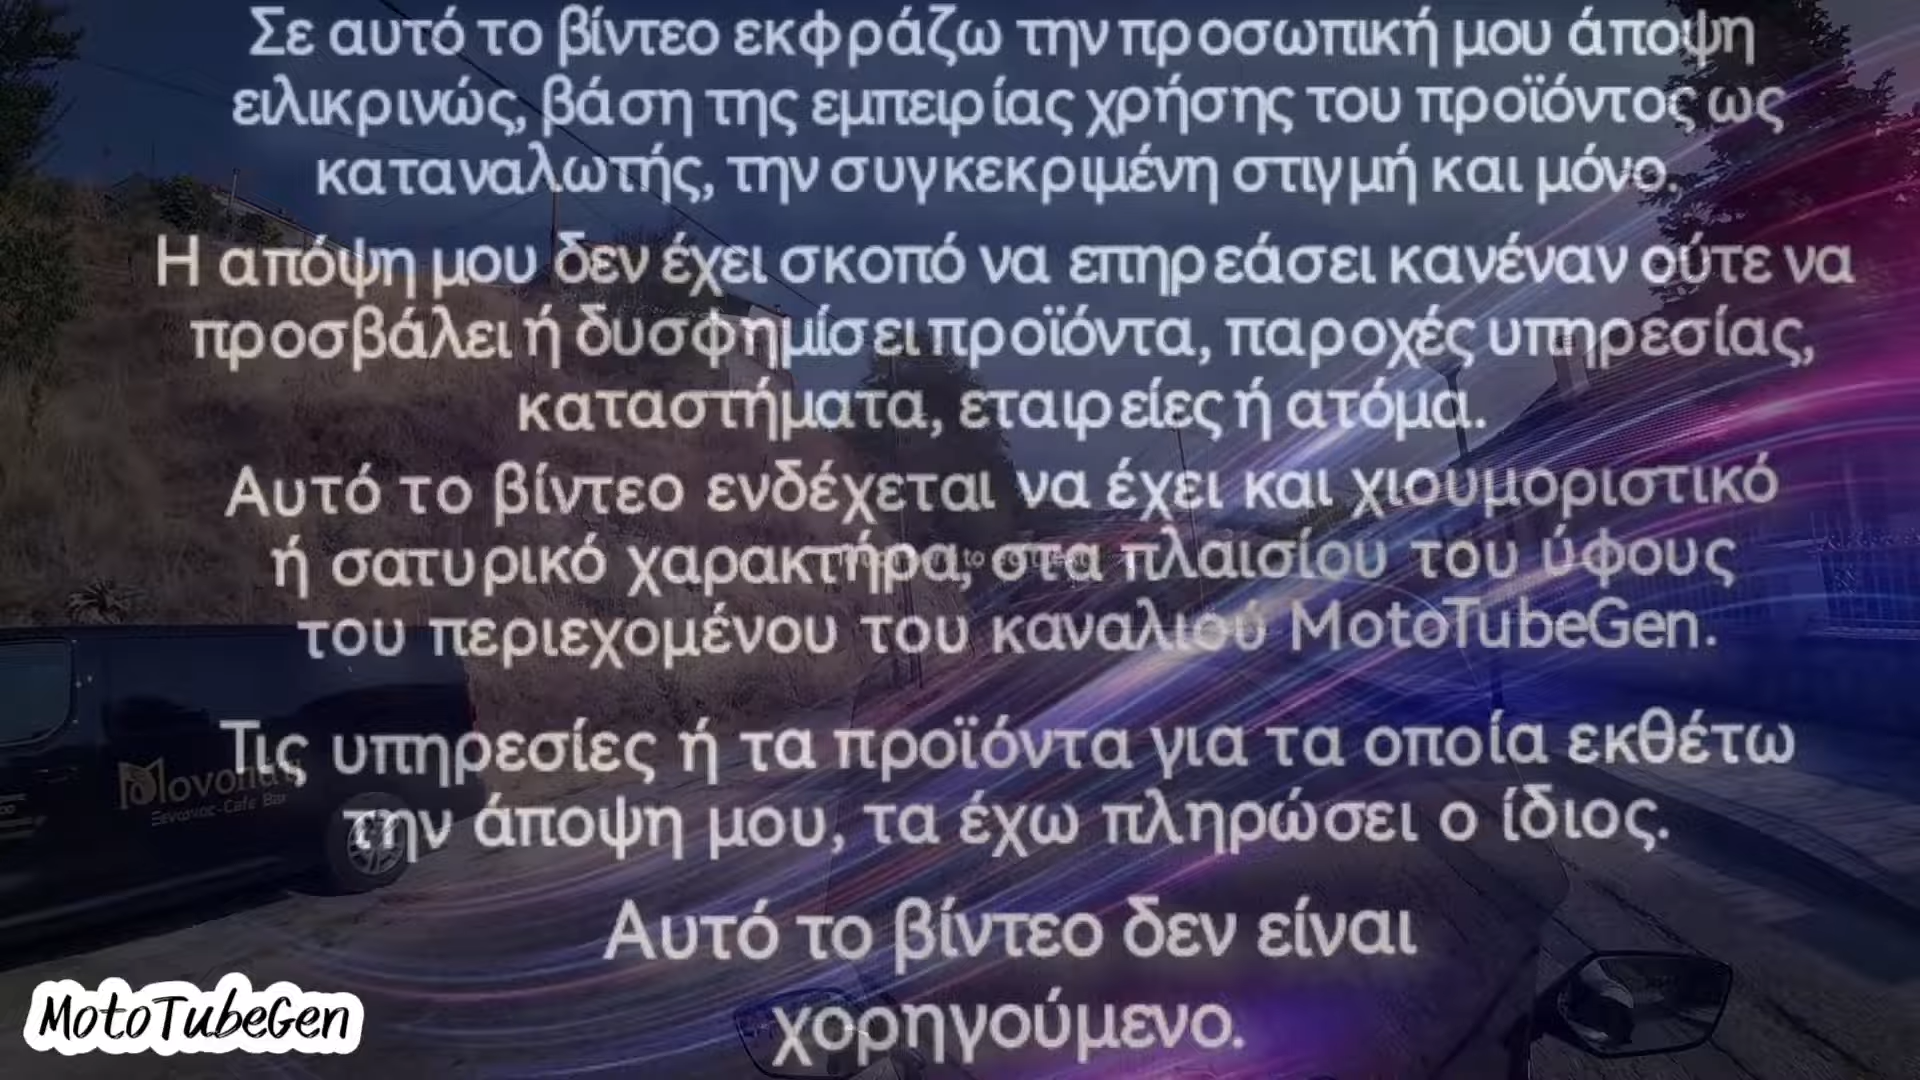 Σε αυτό το βίντεο εκφράζω την προσωπική μου άποψη
ειλικρινώς, βάση της εμπειρίας χρήσης του προϊόντος ως
καταναλωτής, την συγκεκριμένη στιγμή και μόνο.
Η απόψη μου δεν έχει σκοπό να επηρεάσει κανέναν ούτε να
προσβάλει ή δυσφημίσει προϊόντα, παροχές υπηρεσίας,
καταστήματα, εταιρείες ή ατόμα.
Αυτό το βίντεο ενδέχεται να έχει και χιουμοριστικό
ή σατυρικό χαρακτήρα, στα πλαισίου του ύφους
του περιεχομένου του καναλιού MotoTubeGen.
Τις υπηρεσίες ή τα προϊόντα για τα οποία εκθέτω
την άποψη μου, τα έχω πληρώσει ο ίδιος.
Αυτό το βίντεο δεν είναι
χορηγούμενο.
Ξενώνας-Cafe Bar
MotoTubeGen